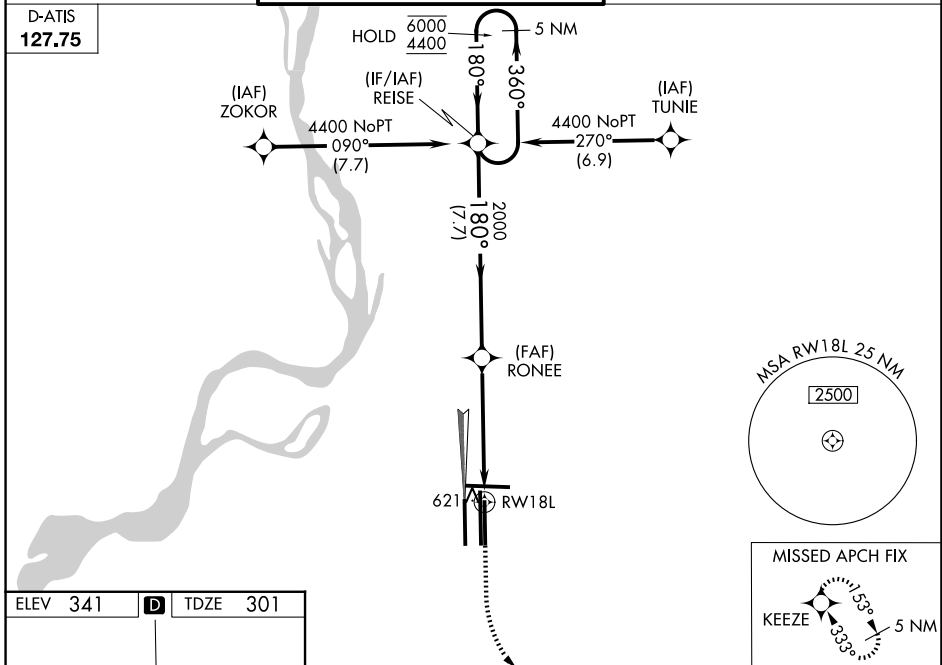 D-ATIS
127.75
HOLD
6000
4400
5 NM
180°
360°
(IF/IAF)
REISE
(IAF)
ZOKOR
(IAF)
TUNIE
4400 NoPT
090°
(7.7)
4400 NoPT
270°
(6.9)
2000
180°
(7.7)
(FAF)
RONEE
MSA RW18L 25 NM
2500
621
RW18L
MISSED APCH FIX
KEEZE
153°
333°
5 NM
ELEV 341 D TDZE 301